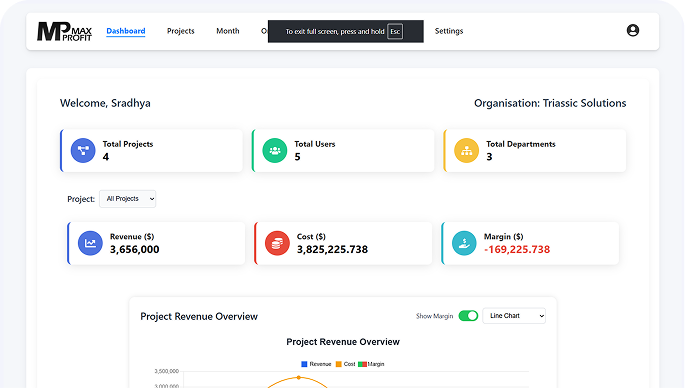 MP MAX PROFIT
Dashboard Projects Month O To exit full screen, press and hold Esc Settings
Welcome, Sradhya Organisation: Triassic Solutions
Total Projects Total Users Total Departments
4 5 3
Project: All Projects
Revenue ($) Cost ($) Margin ($)
3,656,000 3,825,225.738 -169,225.738
Project Revenue Overview Show Margin Line Chart
Project Revenue Overview
Revenue Cost Margin
3,500,000
3,000,000